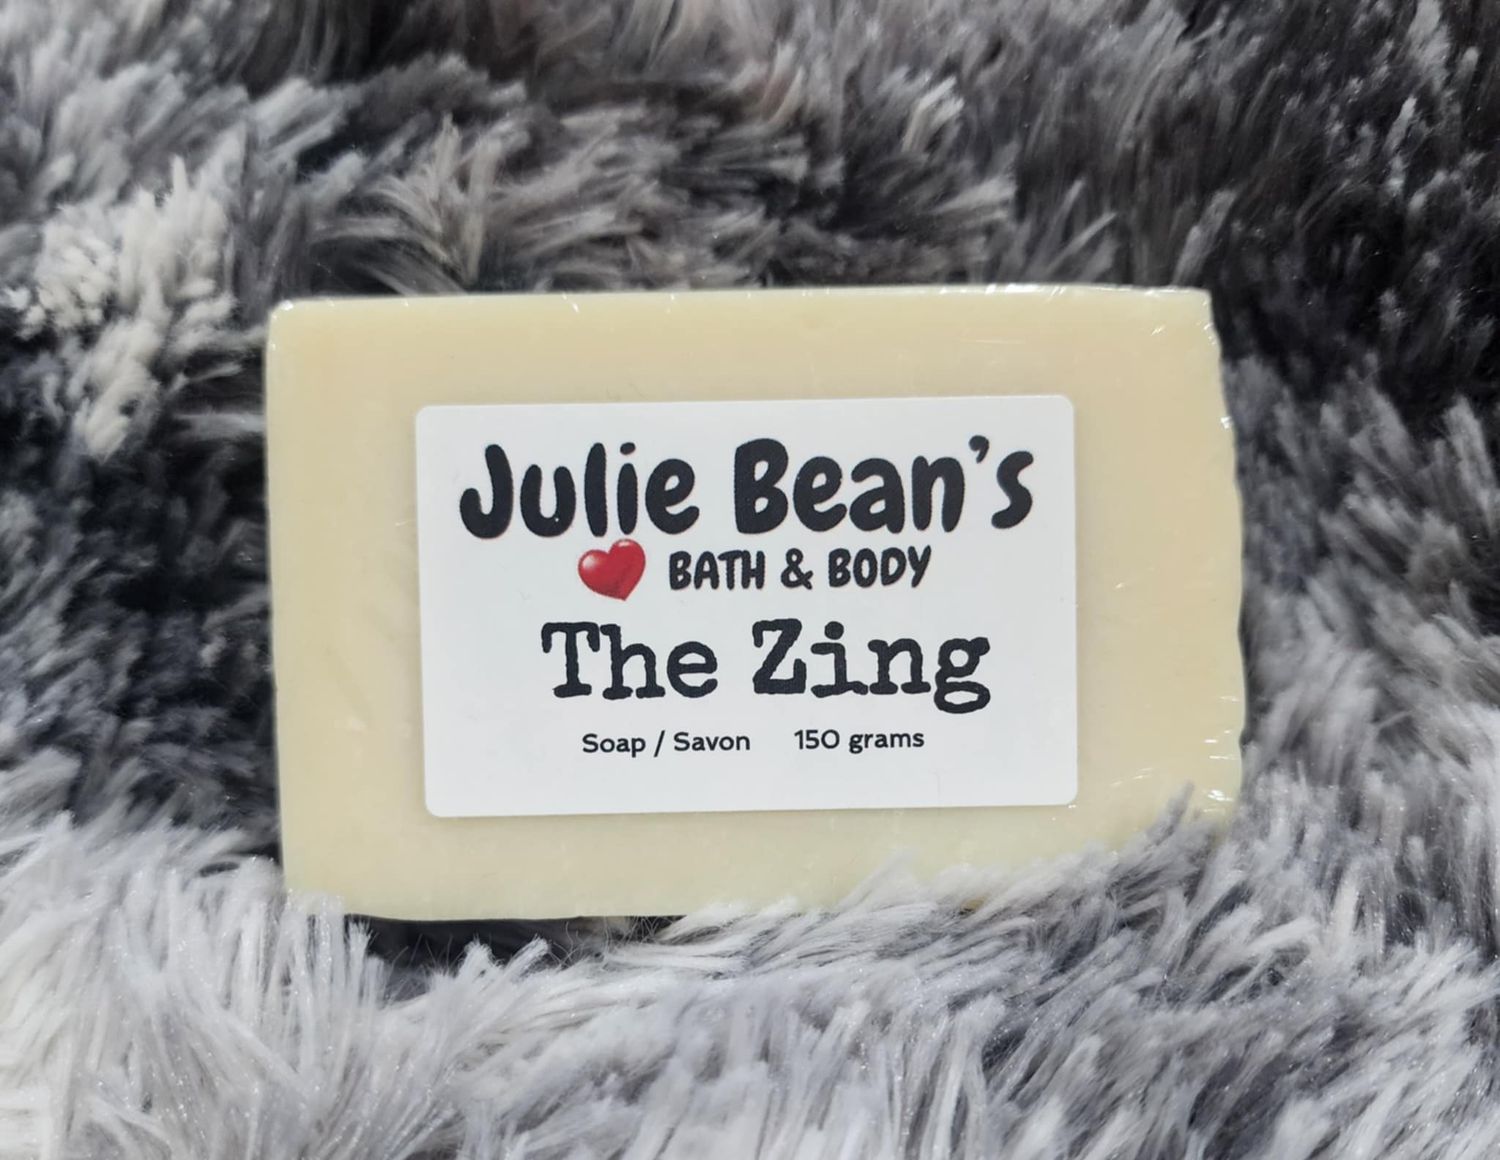 Julie Bean's
BATH & BODY
The Zing
Soap / Savon 150 grams